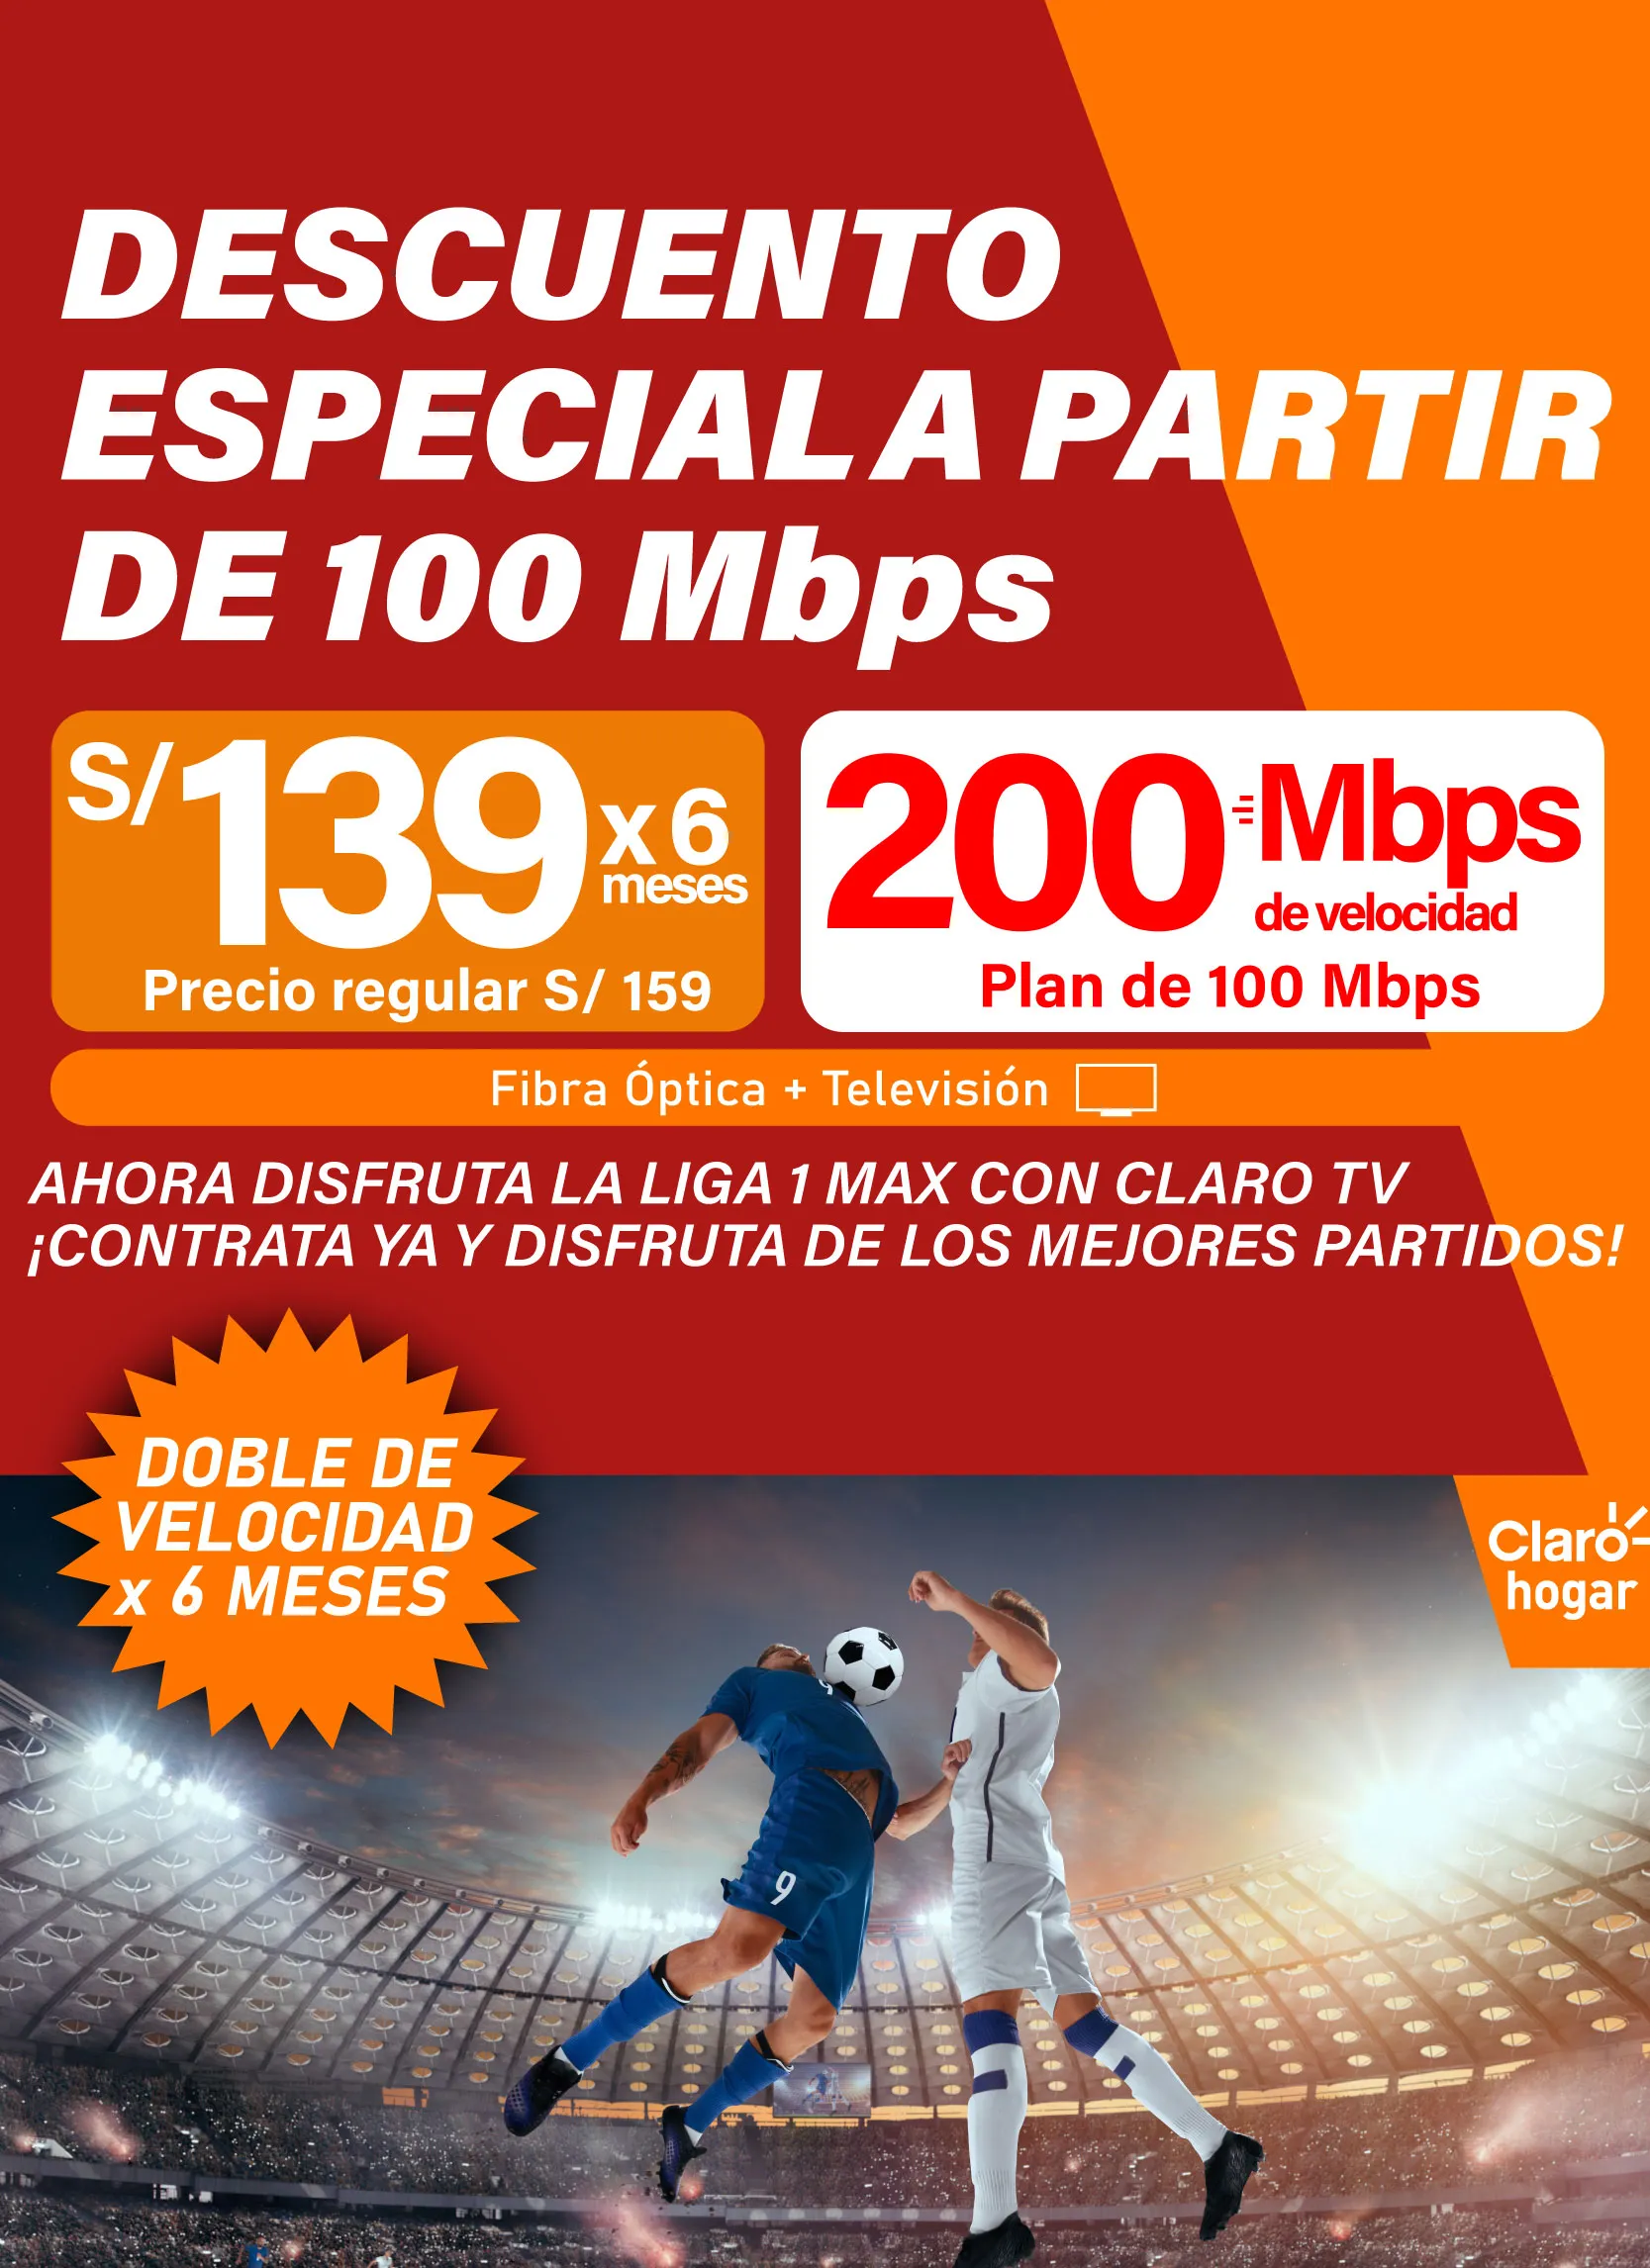 DESCUENTO
ESPECIAL A PARTIR
DE 100 Mbps
S/139 x 6
meses
Precio regular S/ 159
200 Mbps
de velocidad
Plan de 100 Mbps
Fibra Óptica + Televisión
AHORA DISFRUTA LA LIGA 1 MAX CON CLARO TV
¡CONTRATA YA Y DISFRUTA DE LOS MEJORES PARTIDOS!
DOBLE DE
VELOCIDAD
x 6 MESES
Claro
hogar
9
9